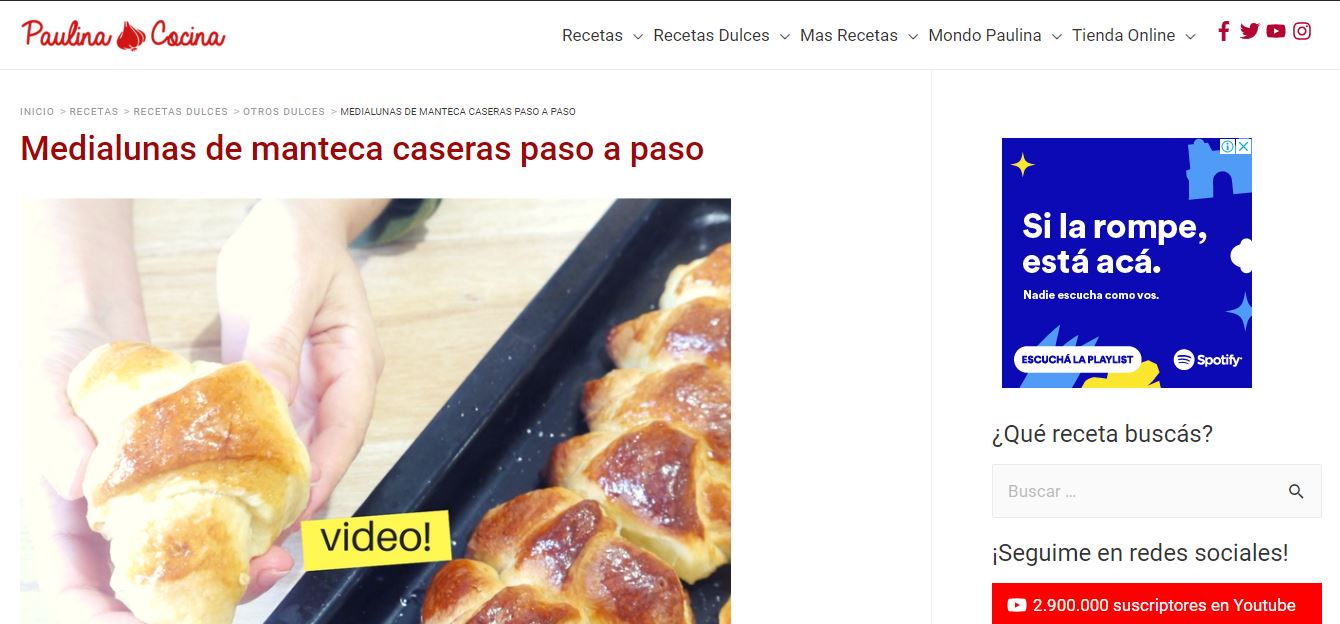 Paulina Cocina
Recetas Recetas Dulces Mas Recetas Mondo Paulina Tienda Online
INICIO > RECETAS > RECETAS DULCES > OTROS DULCES > MEDIALUNAS DE MANTECA CASERAS PASO A PASO
Medialunas de manteca caseras paso a paso
video!
Si la rompe,
está acá.
Nadie escucha como vos.
ESCUCHÁ LA PLAYLIST Spotify
¿Qué receta buscás?
Buscar ...
¡Seguime en redes sociales!
2.900.000 suscriptores en Youtube